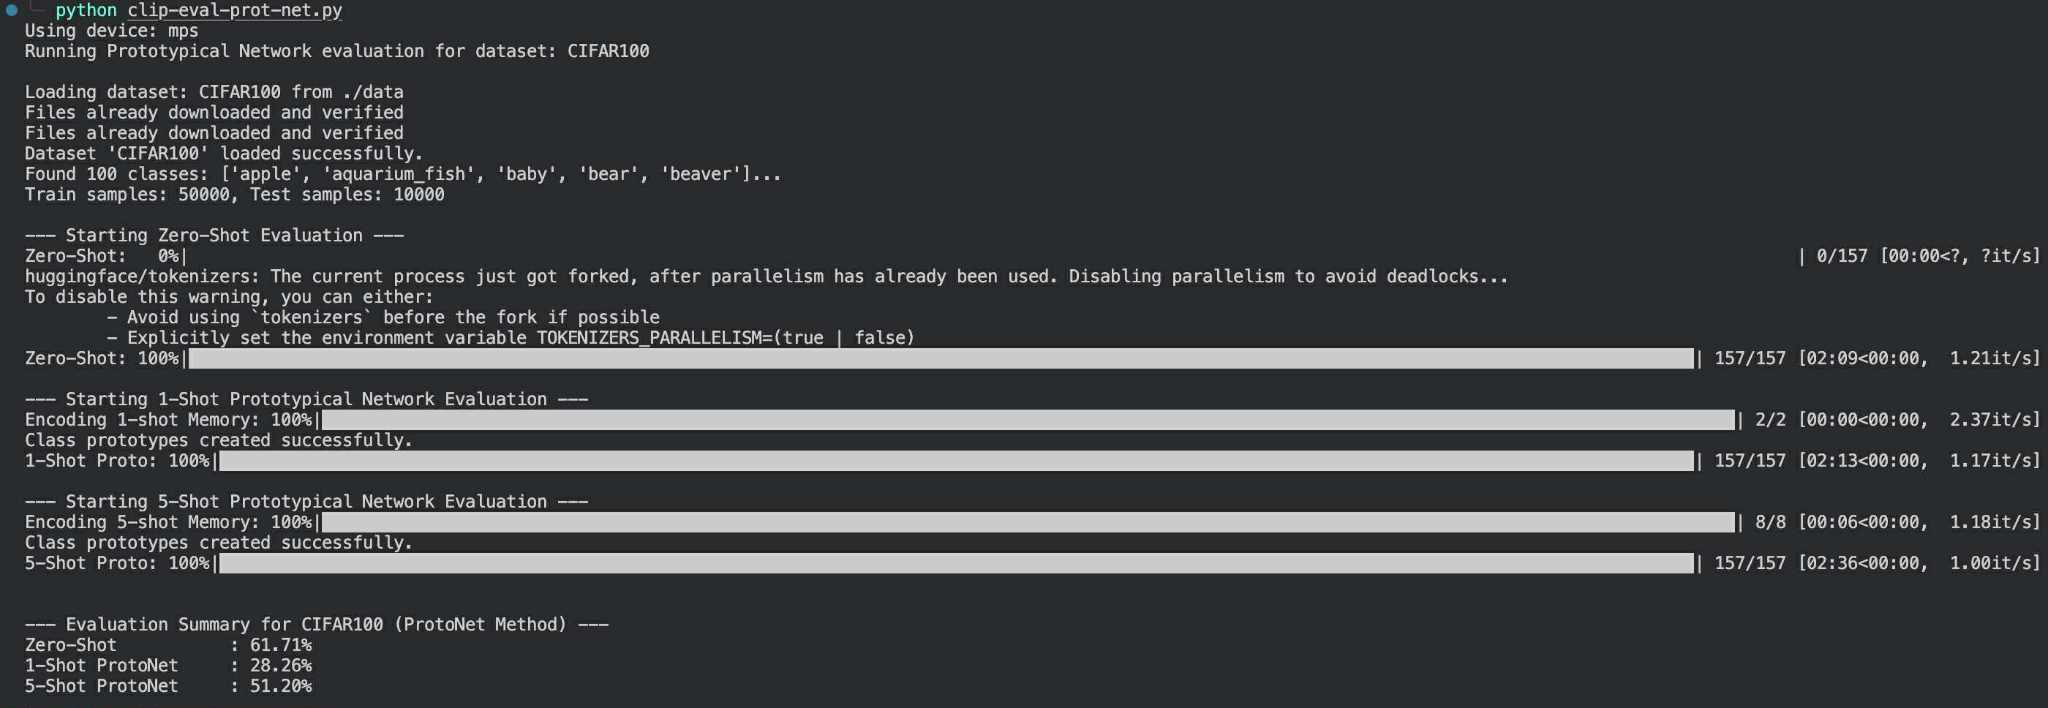 python clip-eval-prot-net.py
Using device: mps
Running Prototypical Network evaluation for dataset: CIFAR100
Loading dataset: CIFAR100 from ./data
Files already downloaded and verified
Files already downloaded and verified
Dataset 'CIFAR100' loaded successfully.
Found 100 classes: ['apple', 'aquarium_fish', 'baby', 'bear', 'beaver']...
Train samples: 50000, Test samples: 10000
--- Starting Zero-Shot Evaluation ---
Zero-Shot:   0%| | 0/157 [00:00<?, ?it/s]
huggingface/tokenizers: The current process just got forked, after parallelism has already been used. Disabling parallelism to avoid deadlocks...
To disable this warning, you can either:
- Avoid using `tokenizers` before the fork if possible
- Explicitly set the environment variable TOKENIZERS_PARALLELISM=(true | false)
Zero-Shot: 100%| | 157/157 [02:09<00:00,  1.21it/s]
--- Starting 1-Shot Prototypical Network Evaluation ---
Encoding 1-shot Memory: 100%| | 2/2 [00:00<00:00,  2.37it/s]
Class prototypes created successfully.
1-Shot Proto: 100%| | 157/157 [02:13<00:00,  1.17it/s]
--- Starting 5-Shot Prototypical Network Evaluation ---
Encoding 5-shot Memory: 100%| | 8/8 [00:06<00:00,  1.18it/s]
Class prototypes created successfully.
5-Shot Proto: 100%| | 157/157 [02:36<00:00,  1.00it/s]
--- Evaluation Summary for CIFAR100 (ProtoNet Method) ---
Zero-Shot           : 61.71%
1-Shot ProtoNet     : 28.26%
5-Shot ProtoNet     : 51.20%